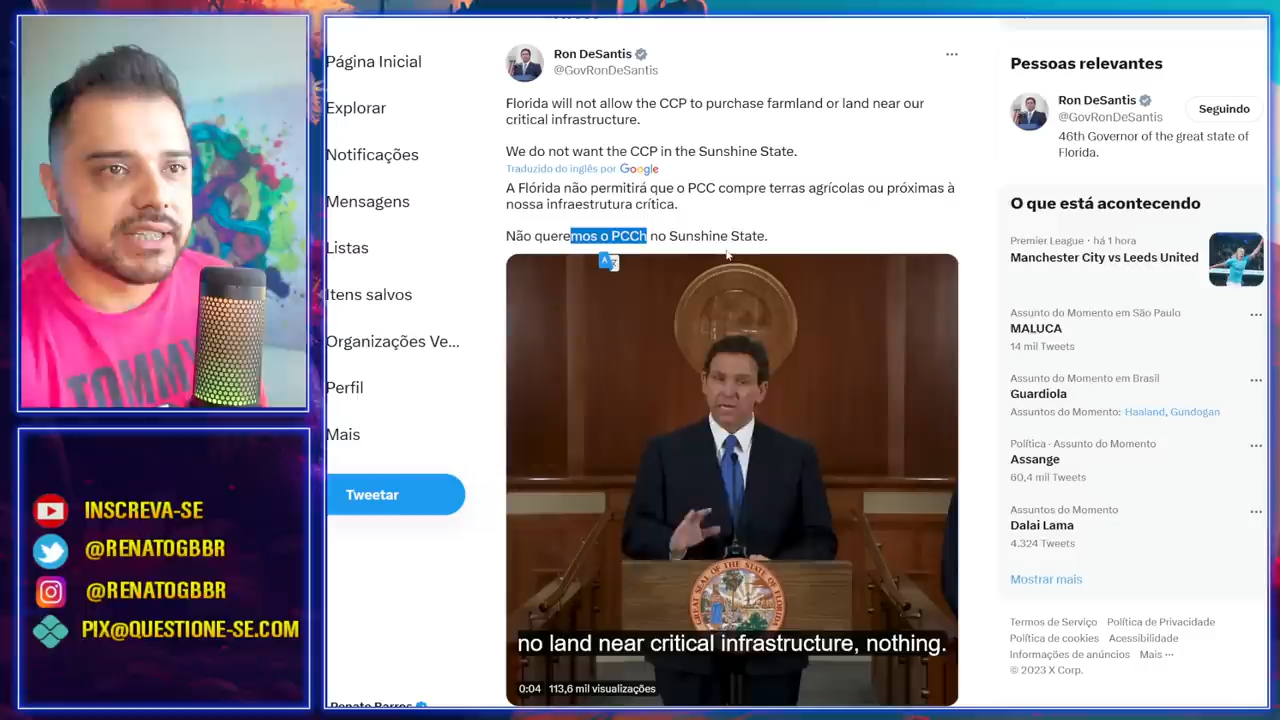 TOMMY
INSCREVA-SE
@RENATOGBBR
@RENATOGBBR
PIX@QUESTIONE-SE.COM
Página Inicial
Explorar
Notificações
Mensagens
Listas
Itens salvos
Organizações Ve...
Perfil
Mais
Tweetar
Renato Barros
Ron DeSantis
@GovRonDeSantis
Florida will not allow the CCP to purchase farmland or land near our
critical infrastructure.
We do not want the CCP in the Sunshine State.
Traduzido do inglês por Google
A Flórida não permitirá que o PCC compre terras agrícolas ou próximas à
nossa infraestrutura crítica.
Não queremos o PCCh no Sunshine State.
no land near critical infrastructure, nothing.
0:04 113,6 mil visualizações
Pessoas relevantes
Ron DeSantis
@GovRonDeSantis
Seguindo
46th Governor of the great state of
Florida.
O que está acontecendo
Premier League · há 1 hora
Manchester City vs Leeds United
Assunto do Momento em São Paulo
MALUCA
14 mil Tweets
Assunto do Momento em Brasil
Guardiola
Assuntos do Momento: Haaland, Gundogan
Política · Assunto do Momento
Assange
60,4 mil Tweets
Assuntos do Momento
Dalai Lama
4.324 Tweets
Mostrar mais
Termos de Serviço Política de Privacidade
Política de cookies Acessibilidade
Informações de anúncios Mais ···
© 2023 X Corp.